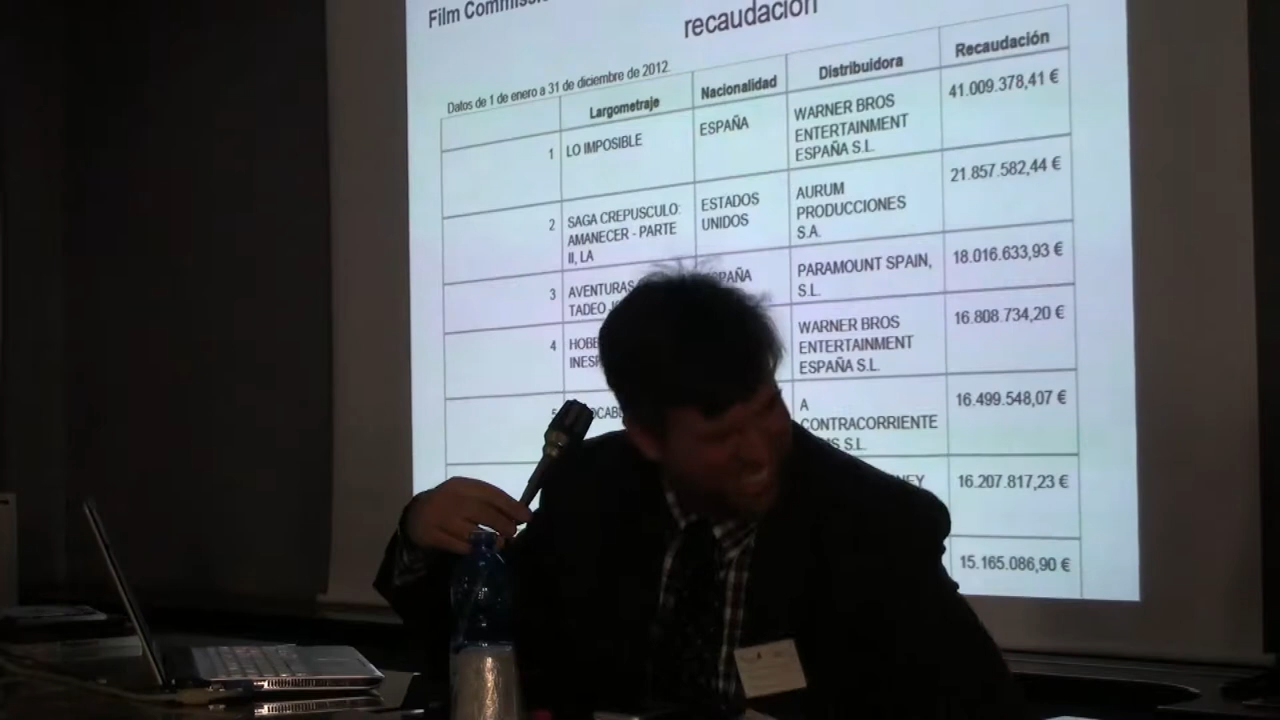 Film
recaudación
Datos de 1 de enero a 31 de diciembre de 2012.
Largometraje Nacionalidad Distribuidora Recaudación
1 LO IMPOSIBLE ESPAÑA WARNER BROS 41.009.378,41 €
ENTERTAINMENT
ESPAÑA S.L.
2 SAGA CREPUSCULO: ESTADOS AURUM 21.857.582,44 €
AMANECER - PARTE UNIDOS PRODUCCIONES
II, LA S.A.
3 AVENTURAS PARAMOUNT SPAIN, 18.016.633,93 €
TADEO S.L.
4 WARNER BROS 16.808.734,20 €
ENTERTAINMENT
ESPAÑA S.L.
5 A 16.499.548,07 €
CONTRACORRIENTE
S.L.
16.207.817,23 €
15.165.086,90 €